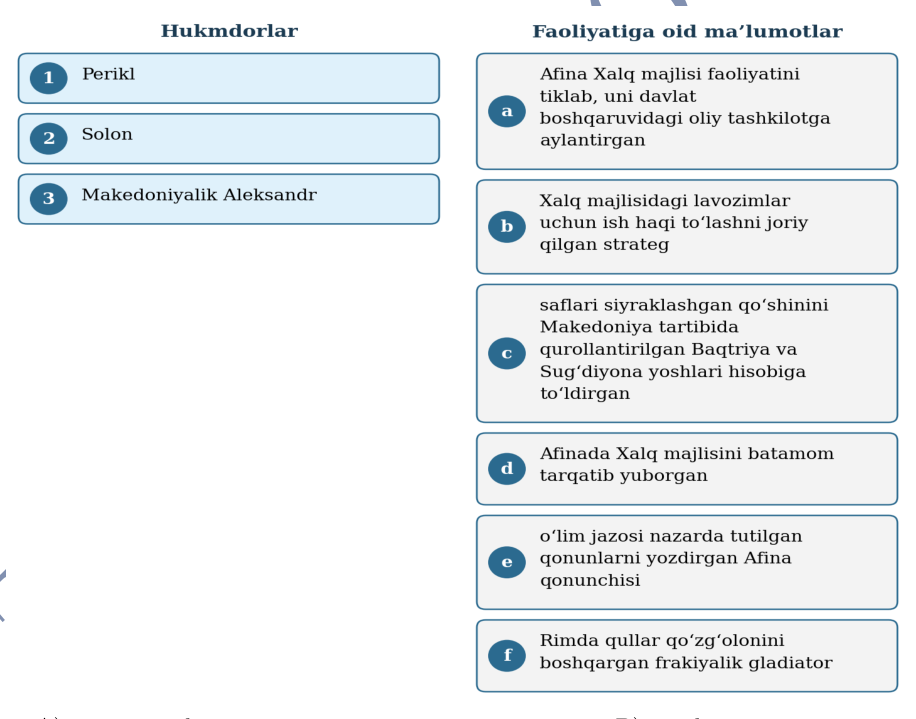 Hukmdorlar
1 Perikl
2 Solon
3 Makedoniyalik Aleksandr
Faoliyatiga oid ma’lumotlar
a Afina Xalq majlisi faoliyatini
tiklab, uni davlat
boshqaruvidagi oliy tashkilotga
aylantirgan
b Xalq majlisidagi lavozimlar
uchun ish haqi to‘lashni joriy
qilgan strateg
c saflari siyraklashgan qo‘shinini
Makedoniya tartibida
qurollantirilgan Baqtriya va
Sug‘diyona yoshlari hisobiga
to‘ldirgan
d Afinada Xalq majlisini batamom
tarqatib yuborgan
e o‘lim jazosi nazarda tutilgan
qonunlarni yozdirgan Afina
qonunchisi
f Rimda qullar qo‘zg‘olonini
boshqargan frakiyalik gladiator